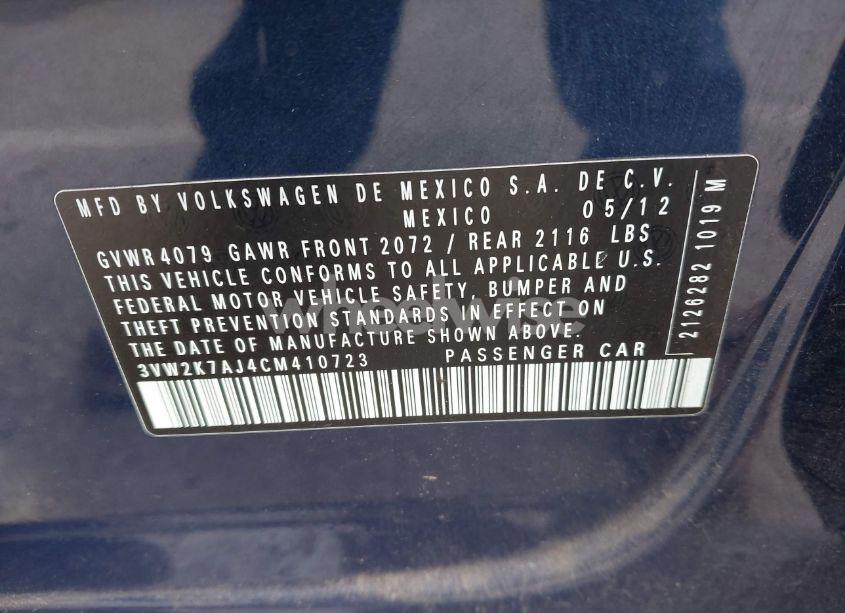 MFD BY VOLKSWAGEN DE MEXICO S.A. DE C.V.
MEXICO 05/12
GVWR 4079 GAWR FRONT 2072 / REAR 2116 LBS
THIS VEHICLE CONFORMS TO ALL APPLICABLE U.S.
FEDERAL MOTOR VEHICLE SAFETY, BUMPER AND
THEFT PREVENTION STANDARDS IN EFFECT ON
THE DATE OF MANUFACTURE SHOWN ABOVE.
3VW2K7AJ4CM410723 PASSENGER CAR
2126282 1019 M
wheelwise